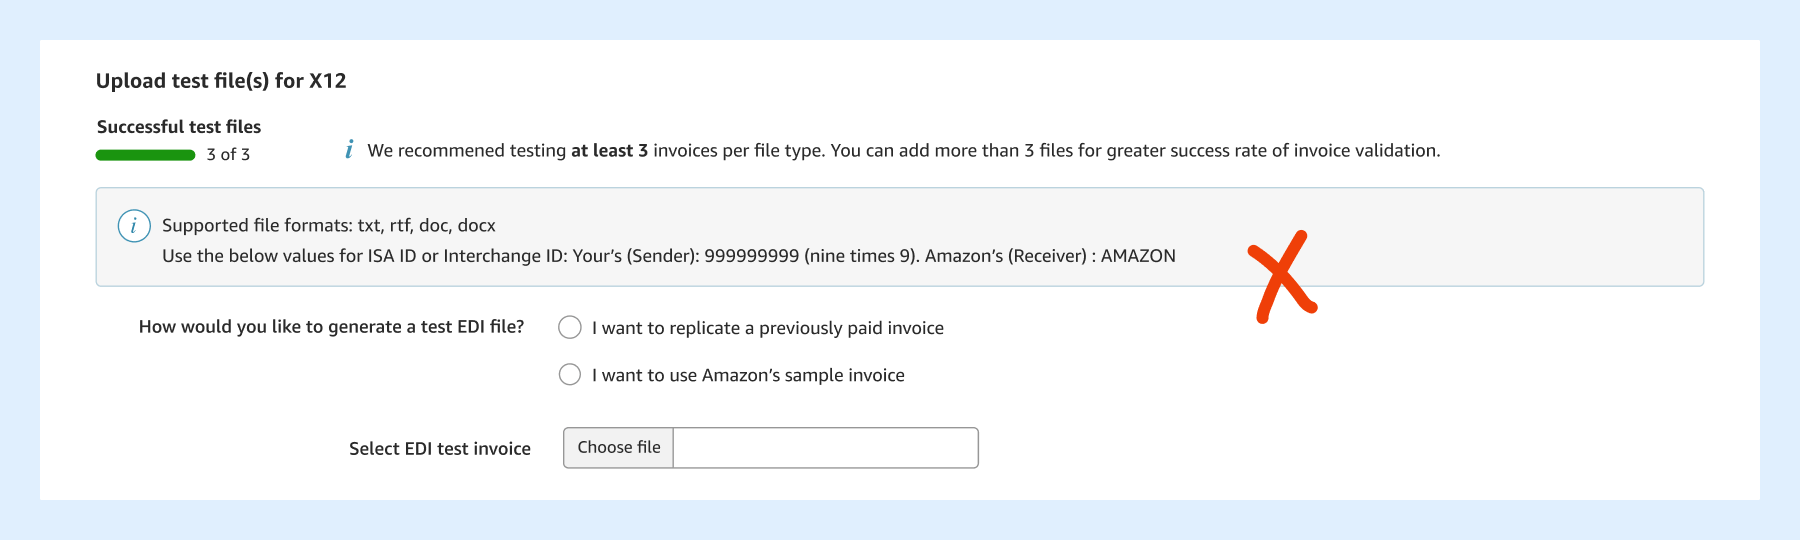 Upload test file(s) for X12
Successful test files
3 of 3
i We recommened testing at least 3 invoices per file type. You can add more than 3 files for greater success rate of invoice validation.
i Supported file formats: txt, rtf, doc, docx
Use the below values for ISA ID or Interchange ID: Your’s (Sender): 999999999 (nine times 9). Amazon’s (Receiver) : AMAZON
How would you like to generate a test EDI file?
I want to replicate a previously paid invoice
I want to use Amazon’s sample invoice
Select EDI test invoice
Choose file